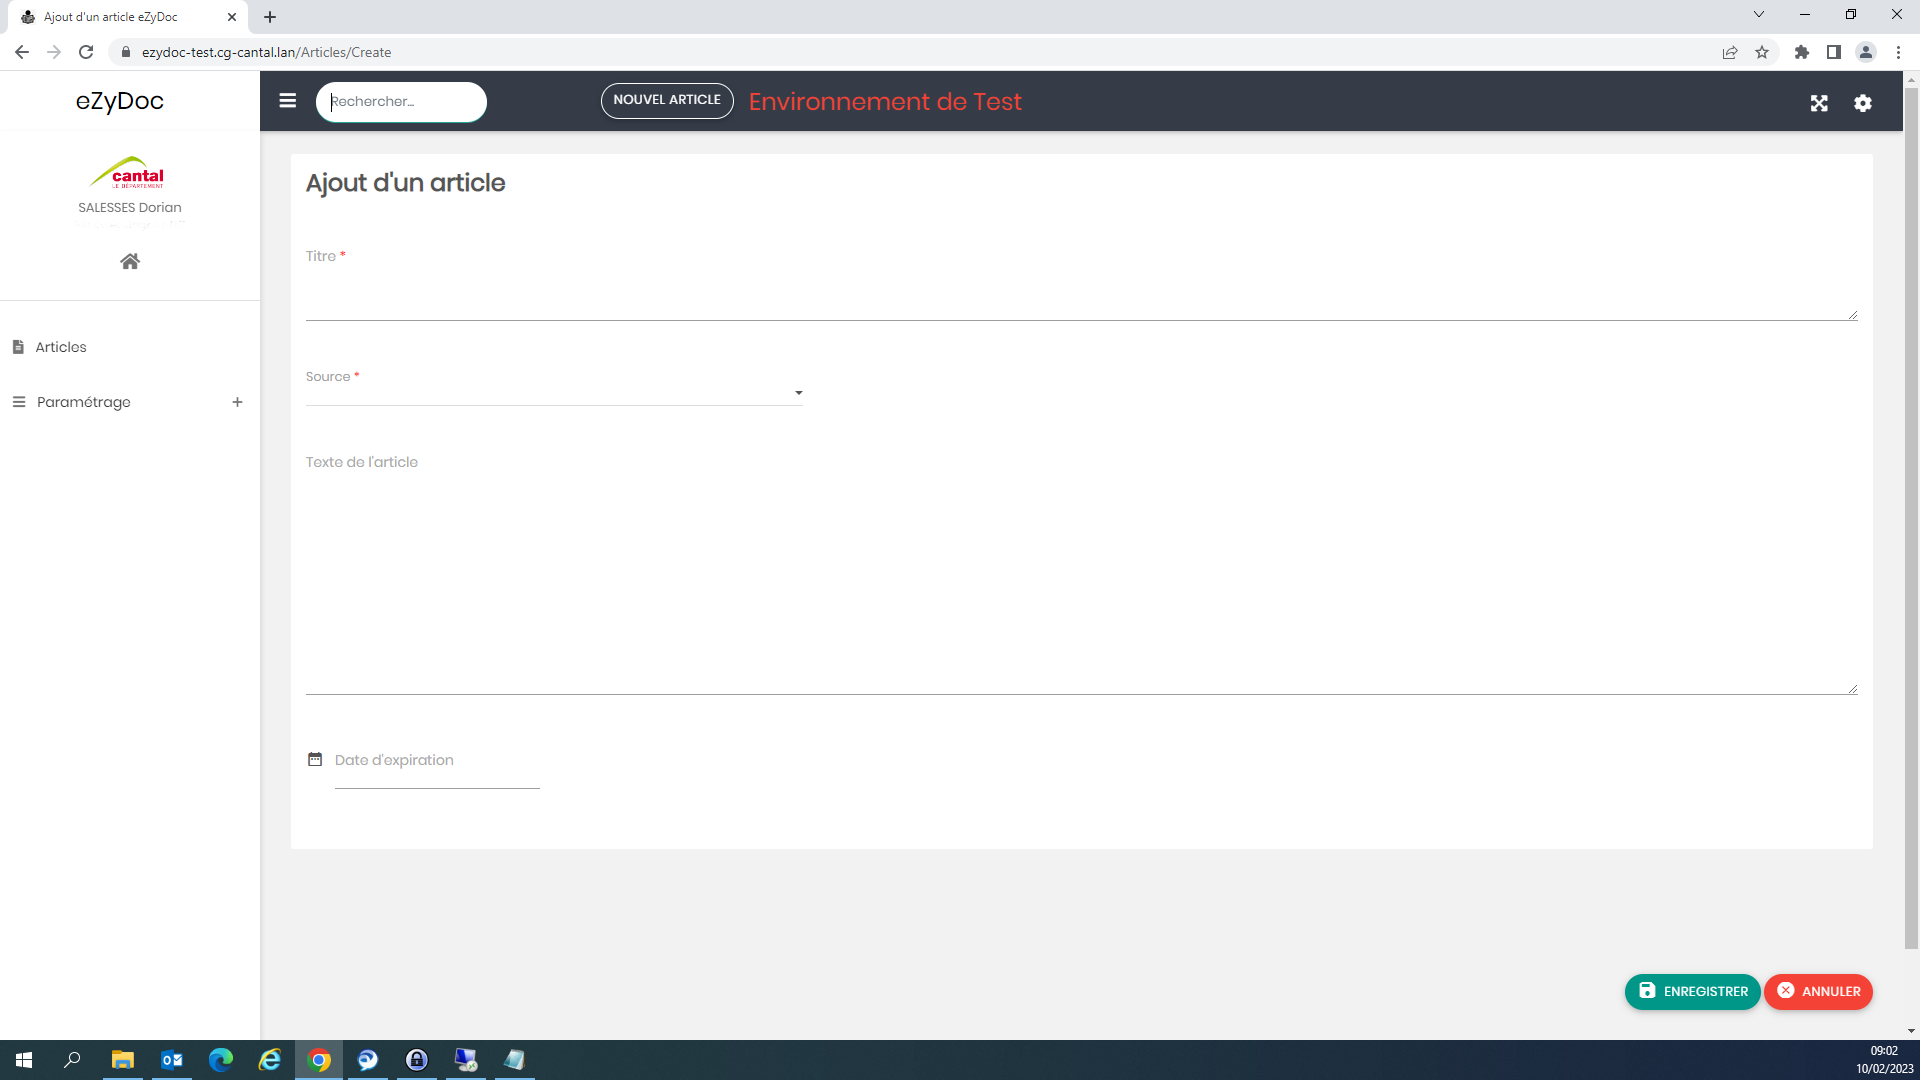 Ajout d'un article eZyDoc
ezydoc-test.cg-cantal.lan/Articles/Create
eZyDoc
Rechercher...
NOUVEL ARTICLE
Environnement de Test
cantal
LE DÉPARTEMENT
SALESSES Dorian
Articles
Paramétrage
Ajout d'un article
Titre *
Source *
Texte de l'article
Date d'expiration
ENREGISTRER
ANNULER
09:02
10/02/2023